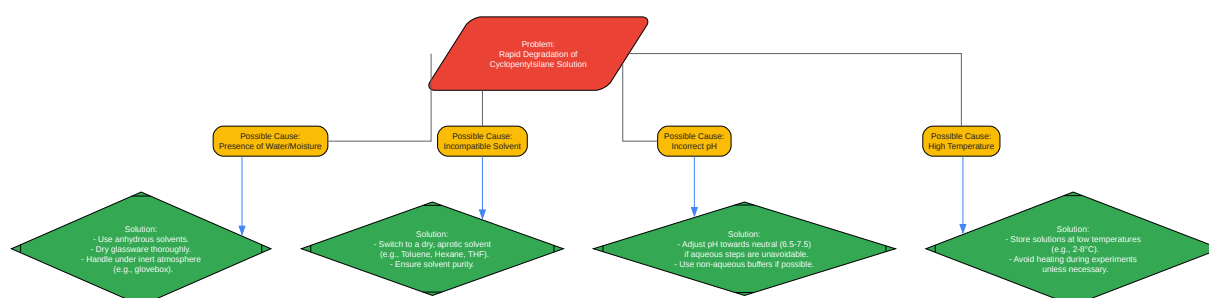 Problem:
Rapid Degradation of
Cyclopentylsilane Solution
Possible Cause:
Presence of Water/Moisture
Possible Cause:
Incompatible Solvent
Possible Cause:
Incorrect pH
Possible Cause:
High Temperature
Solution:
- Use anhydrous solvents.
- Dry glassware thoroughly.
- Handle under inert atmosphere
(e.g., glovebox).
Solution:
- Switch to a dry, aprotic solvent
(e.g., Toluene, Hexane, THF).
- Ensure solvent purity.
Solution:
- Adjust pH towards neutral (6.5-7.5)
if aqueous steps are unavoidable.
- Use non-aqueous buffers if possible.
Solution:
- Store solutions at low temperatures
(e.g., 2-8°C).
- Avoid heating during experiments
unless necessary.